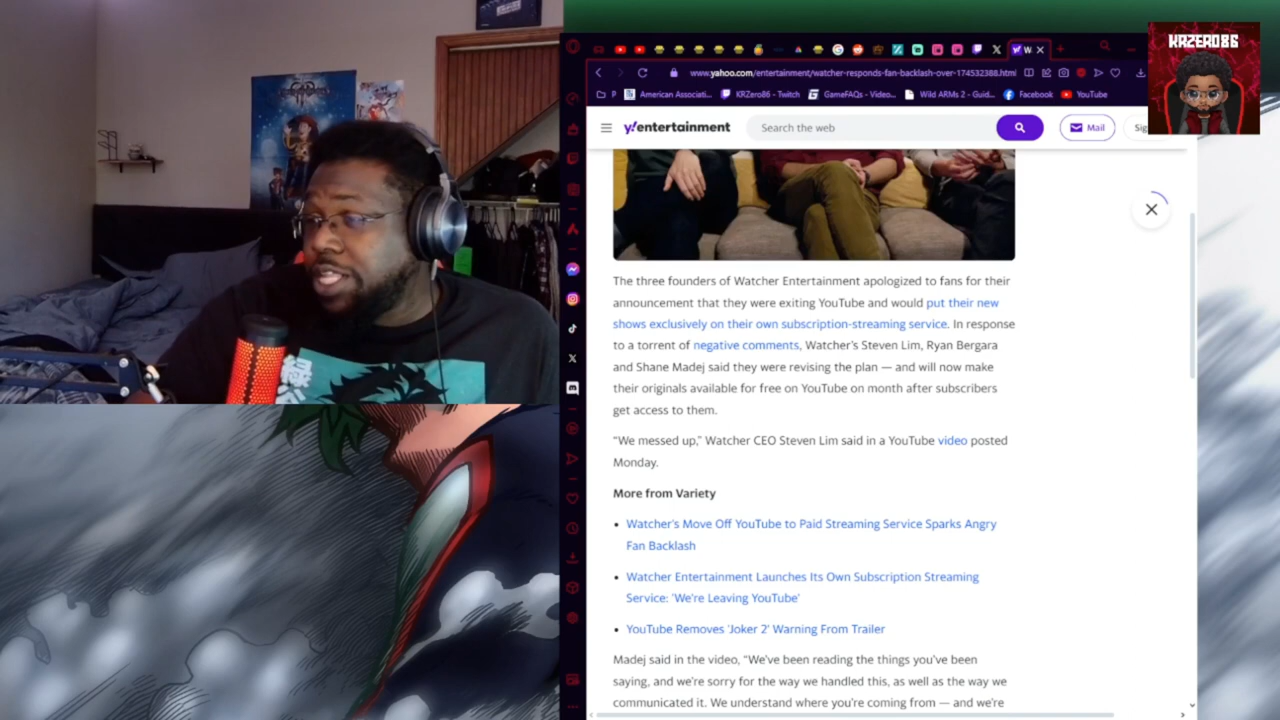 KRZERO86
W
www.yahoo.com/entertainment/watcher-responds-fan-backlash-over-174532388.html
P
American Associati...
KRZero86 - Twitch
GameFAQs - Video...
Wild ARMs 2 - Guid...
Facebook
YouTube
y!entertainment
Search the web
Mail
Sig
The three founders of Watcher Entertainment apologized to fans for their
announcement that they were exiting YouTube and would put their new
shows exclusively on their own subscription-streaming service. In response
to a torrent of negative comments, Watcher's Steven Lim, Ryan Bergara
and Shane Madej said they were revising the plan — and will now make
their originals available for free on YouTube on month after subscribers
get access to them.
"We messed up," Watcher CEO Steven Lim said in a YouTube video posted
Monday.
More from Variety
Watcher's Move Off YouTube to Paid Streaming Service Sparks Angry
Fan Backlash
Watcher Entertainment Launches Its Own Subscription Streaming
Service: 'We're Leaving YouTube'
YouTube Removes 'Joker 2' Warning From Trailer
Madej said in the video, "We've been reading the things you've been
saying, and we're sorry for the way we handled this, as well as the way we
communicated it. We understand where you're coming from — and we're